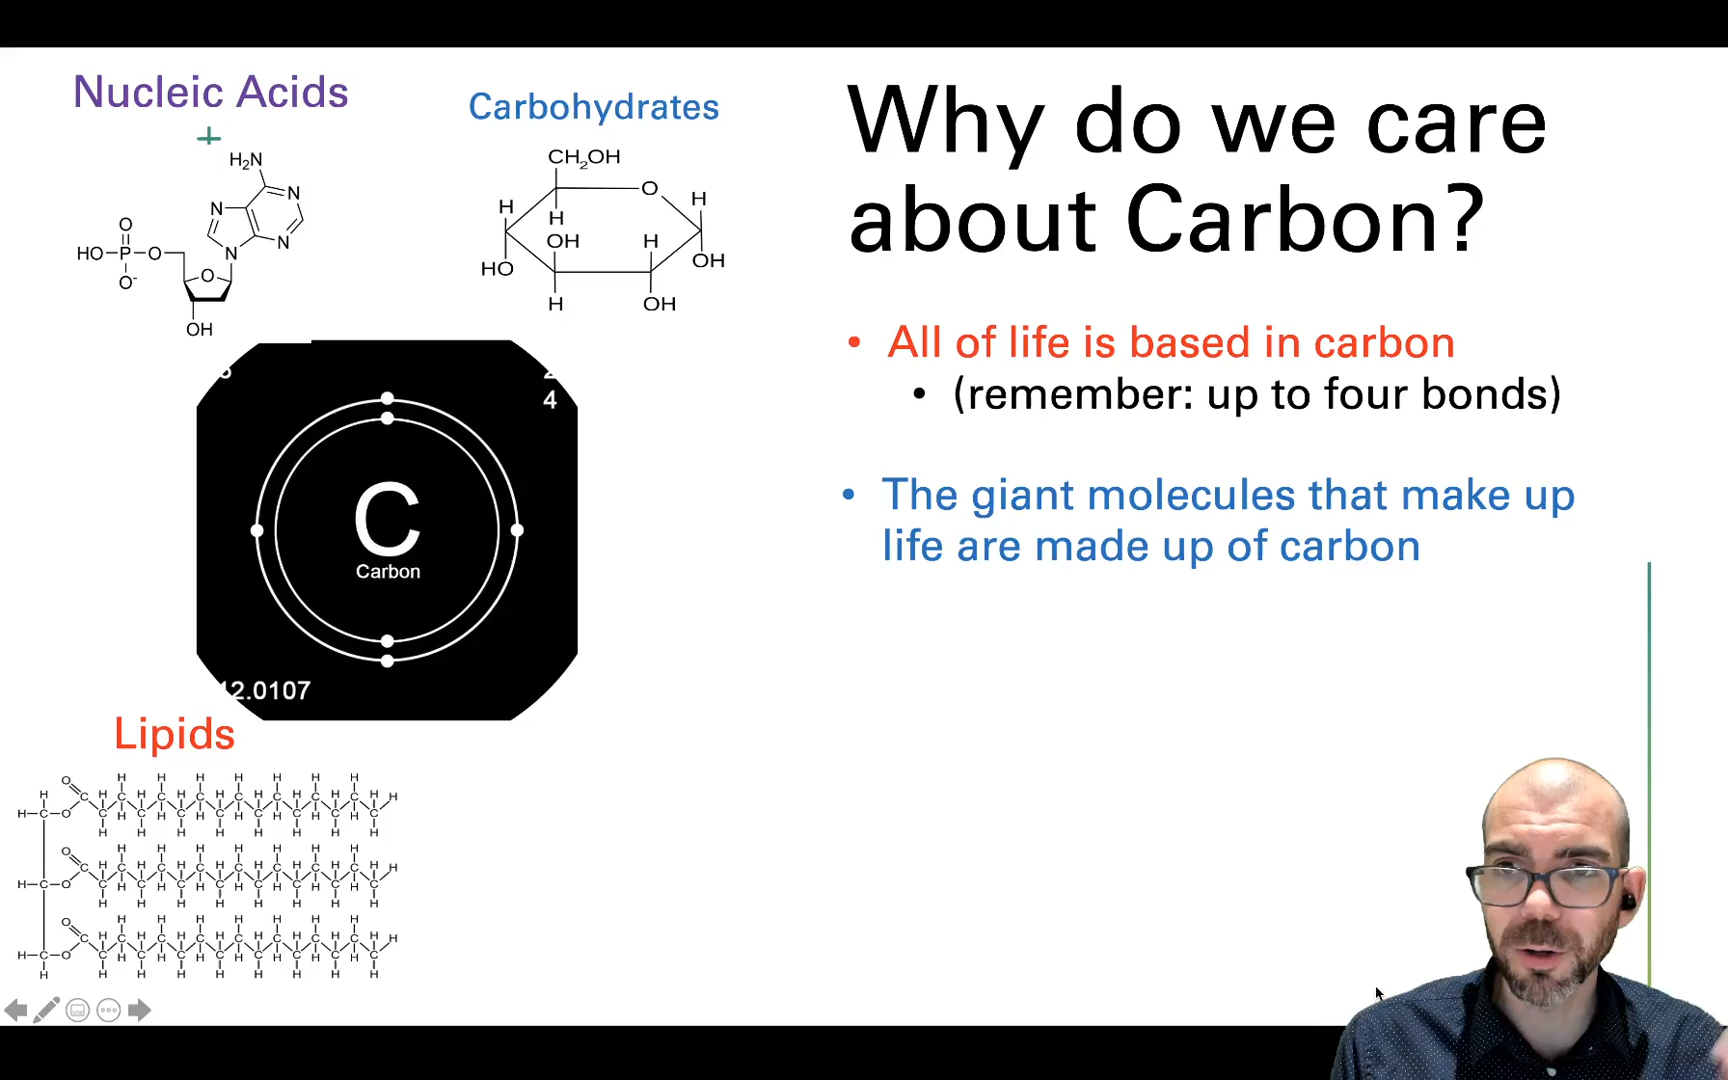 Nucleic Acids
+
H₂N
N
N
N
N
O
HO P O
O⁻
O
OH
Carbohydrates
CH₂OH
O
H
H
H
OH
H
HO
OH
H
OH
Why do we care
about Carbon?
• All of life is based in carbon
• (remember: up to four bonds)
• The giant molecules that make up
life are made up of carbon
4
C
Carbon
12.0107
Lipids